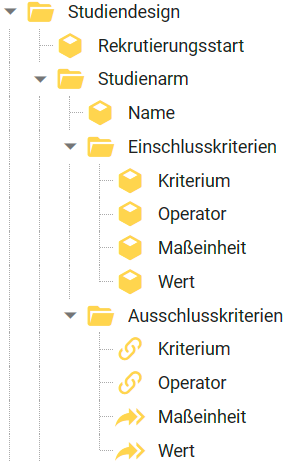 Studiendesign
Rekrutierungsstart
Studienarm
Name
Einschlusskriterien
Kriterium
Operator
Maßeinheit
Wert
Ausschlusskriterien
Kriterium
Operator
Maßeinheit
Wert